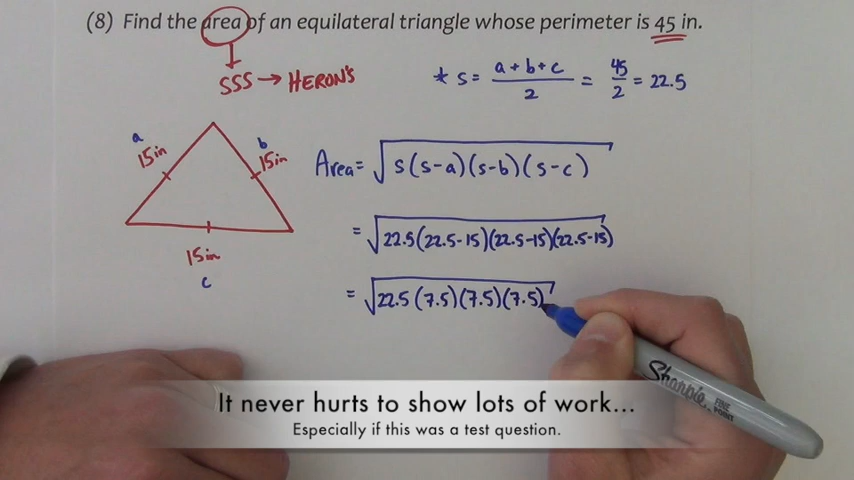 (8) Find the area of an equilateral triangle whose perimeter is 45 in.
SSS → HERON'S
* s = a + b + c / 2 = 45 / 2 = 22.5
a
15in
b
15in
15in
c
Area = √s(s-a)(s-b)(s-c)
= √22.5(22.5-15)(22.5-15)(22.5-15)
= √22.5(7.5)(7.5)(7.5)
Sharpie
FINE POINT
It never hurts to show lots of work...
Especially if this was a test question.